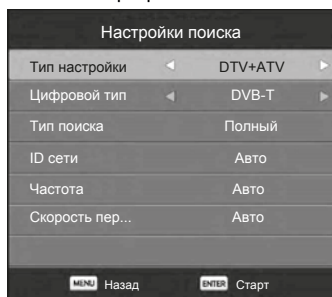 Настройки поиска
Тип настройки DTV+ATV
Цифровой тип DVB-T
Тип поиска Полный
ID сети Авто
Частота Авто
Скорость пер... Авто
MENU Назад ENTER Старт